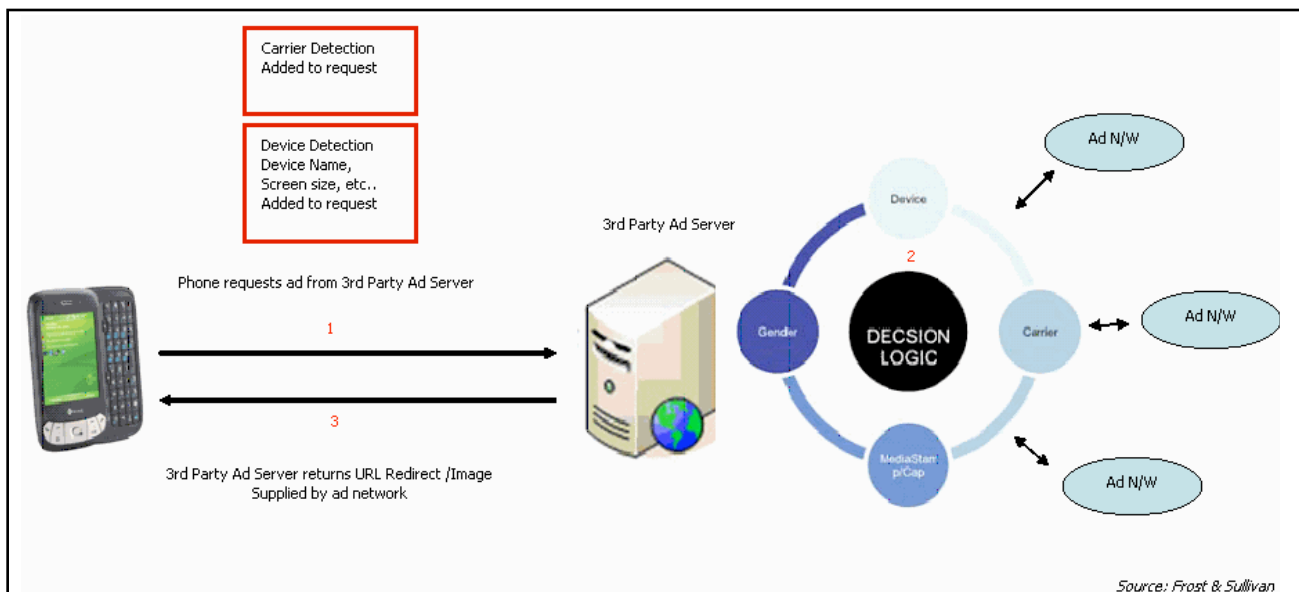 Carrier Detection
Added to request
Device Detection
Device Name,
Screen size, etc..
Added to request
Phone requests ad from 3rd Party Ad Server
1
3
3rd Party Ad Server returns URL Redirect /Image
Supplied by ad network
3rd Party Ad Server
Device
2
Gender
DECSION
LOGIC
Carrier
MediaStam
p/Cap
Ad N/W
Ad N/W
Ad N/W
Source: Frost & Sullivan